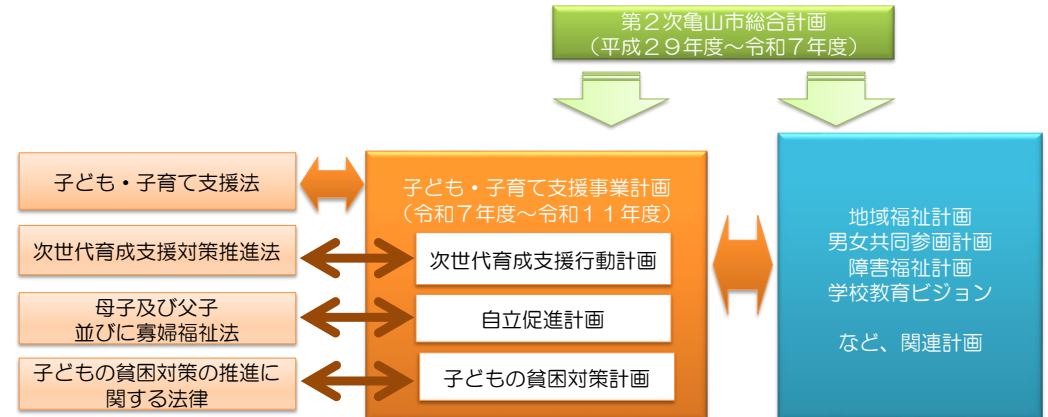 第２次亀山市総合計画
（平成２９年度～令和７年度）
子ども・子育て支援法
次世代育成支援対策推進法
母子及び父子
並びに寡婦福祉法
子どもの貧困対策の推進に
関する法律
子ども・子育て支援事業計画
（令和７年度～令和１１年度）
次世代育成支援行動計画
自立促進計画
子どもの貧困対策計画
地域福祉計画
男女共同参画計画
障害福祉計画
学校教育ビジョン
など、関連計画